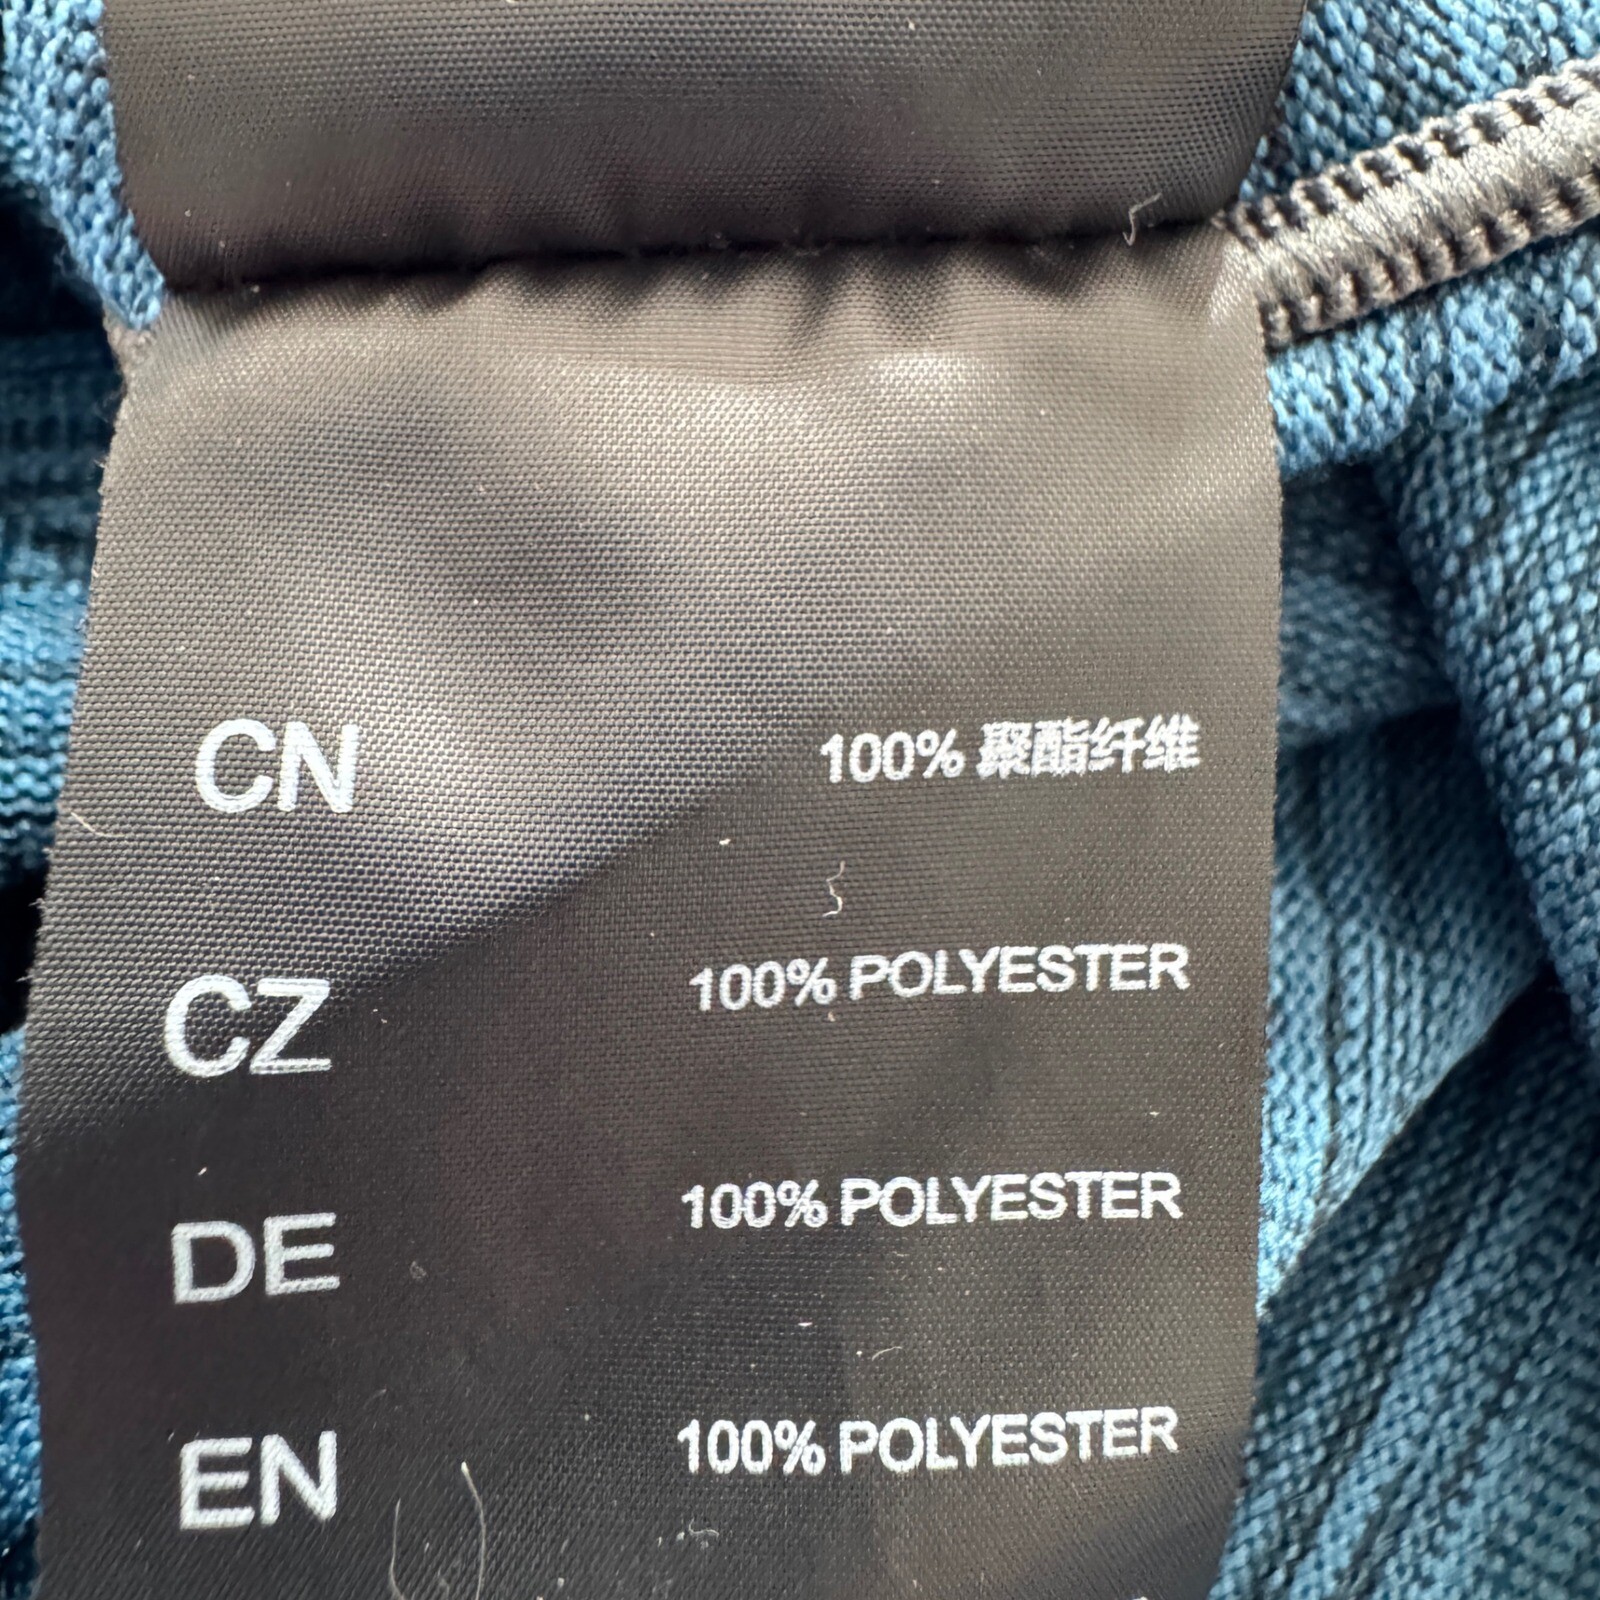 CN 100% 聚酯纤维
CZ 100% POLYESTER
DE 100% POLYESTER
EN 100% POLYESTER